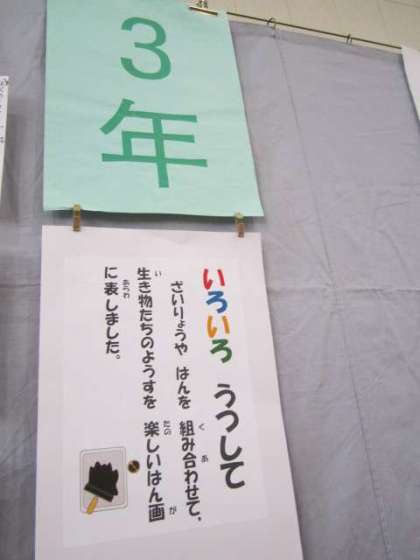 3年
いろいろ うつして
ざいりょうや はんを 組み合わせて、
生き物たちのようすを 楽しいはん画
に表しました。